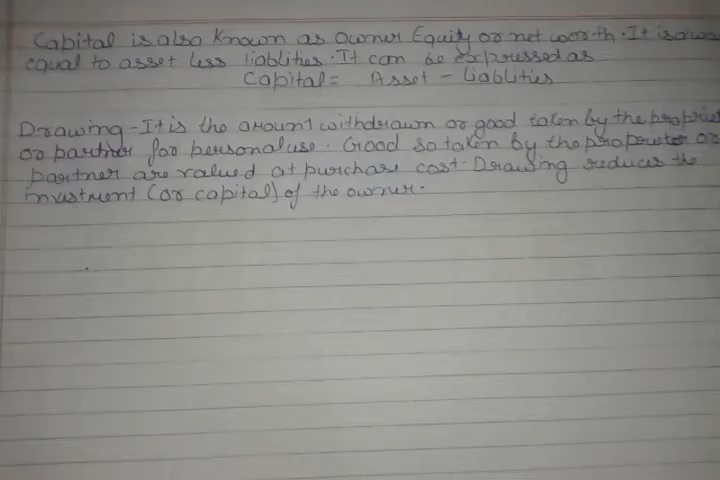 Capital is also known as owner Equity or net worth. It is
equal to asset less liablities. It can be expressed as
Capital = Asset - Liablities
Drawing - It is the amount withdrawn or good taken by the
or partner for personal use. Good so taken by the propreter or
partner are valued at purchase cost. Drawing reduces the
investment (or capital) of the owner.